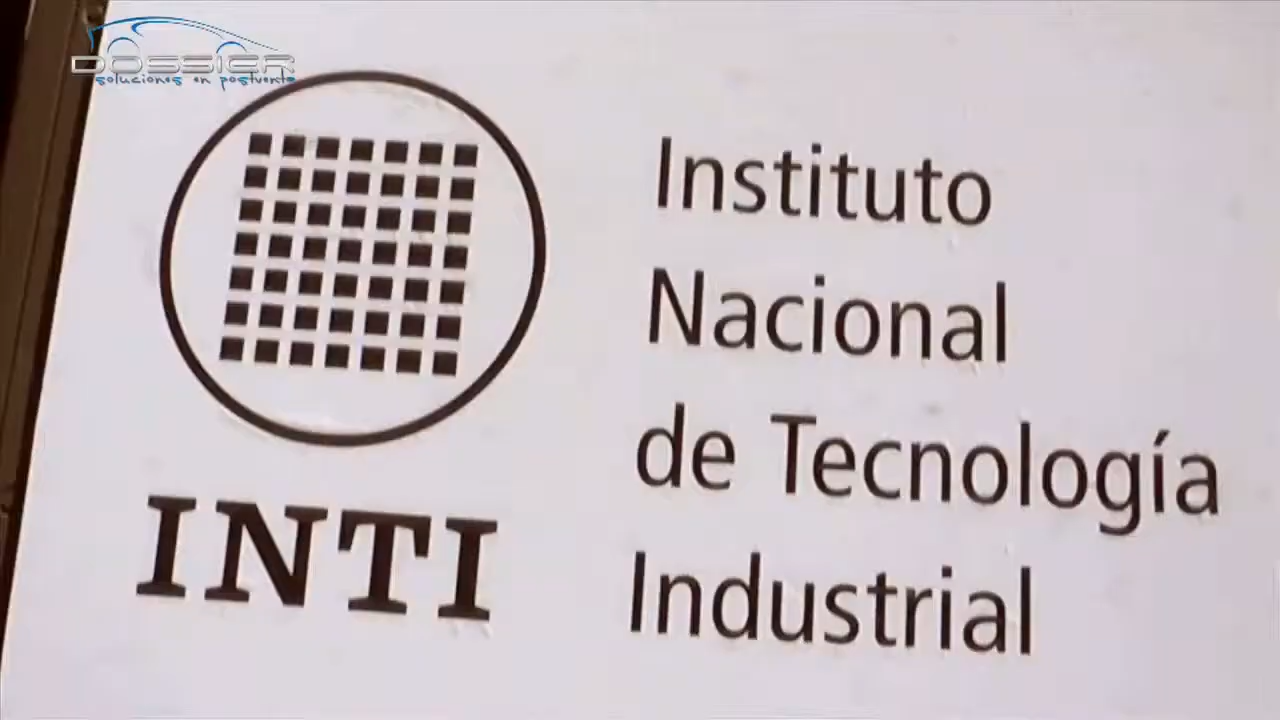 DOSSIER
soluciones en postventa
INTI
Instituto
Nacional
de Tecnología
Industrial